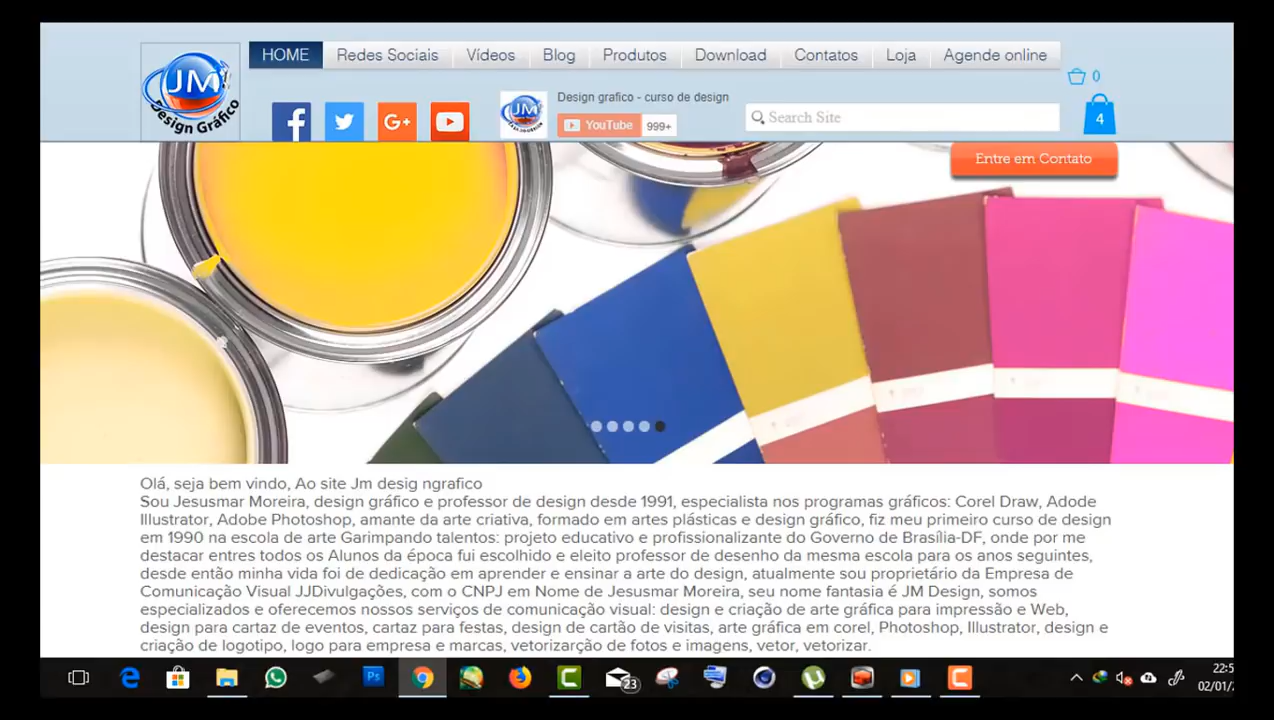 JM
Design Gráfico
HOME Redes Sociais Vídeos Blog Produtos Download Contatos Loja Agende online
0
f G+
JM
Design grafico - curso de design
YouTube 999+
Search Site
4
Entre em Contato
Olá, seja bem vindo, Ao site Jm desig ngrafico
Sou Jesusmar Moreira, design gráfico e professor de design desde 1991, especialista nos programas gráficos: Corel Draw, Adode
Illustrator, Adobe Photoshop, amante da arte criativa, formado em artes plásticas e design gráfico, fiz meu primeiro curso de design
em 1990 na escola de arte Garimpando talentos: projeto educativo e profissionalizante do Governo de Brasília-DF, onde por me
destacar entres todos os Alunos da época fui escolhido e eleito professor de desenho da mesma escola para os anos seguintes,
desde então minha vida foi de dedicação em aprender e ensinar a arte do design, atualmente sou proprietário da Empresa de
Comunicação Visual JJDivulgações, com o CNPJ em Nome de Jesusmar Moreira, seu nome fantasia é JM Design, somos
especializados e oferecemos nossos serviços de comunicação visual: design e criação de arte gráfica para impressão e Web,
design para cartaz de eventos, cartaz para festas, design de cartão de visitas, arte gráfica em corel, Photoshop, Illustrator, design e
criação de logotipo, logo para empresa e marcas, vetorizarção de fotos e imagens, vetor, vetorizar.
Ps
23
22:5
02/01/